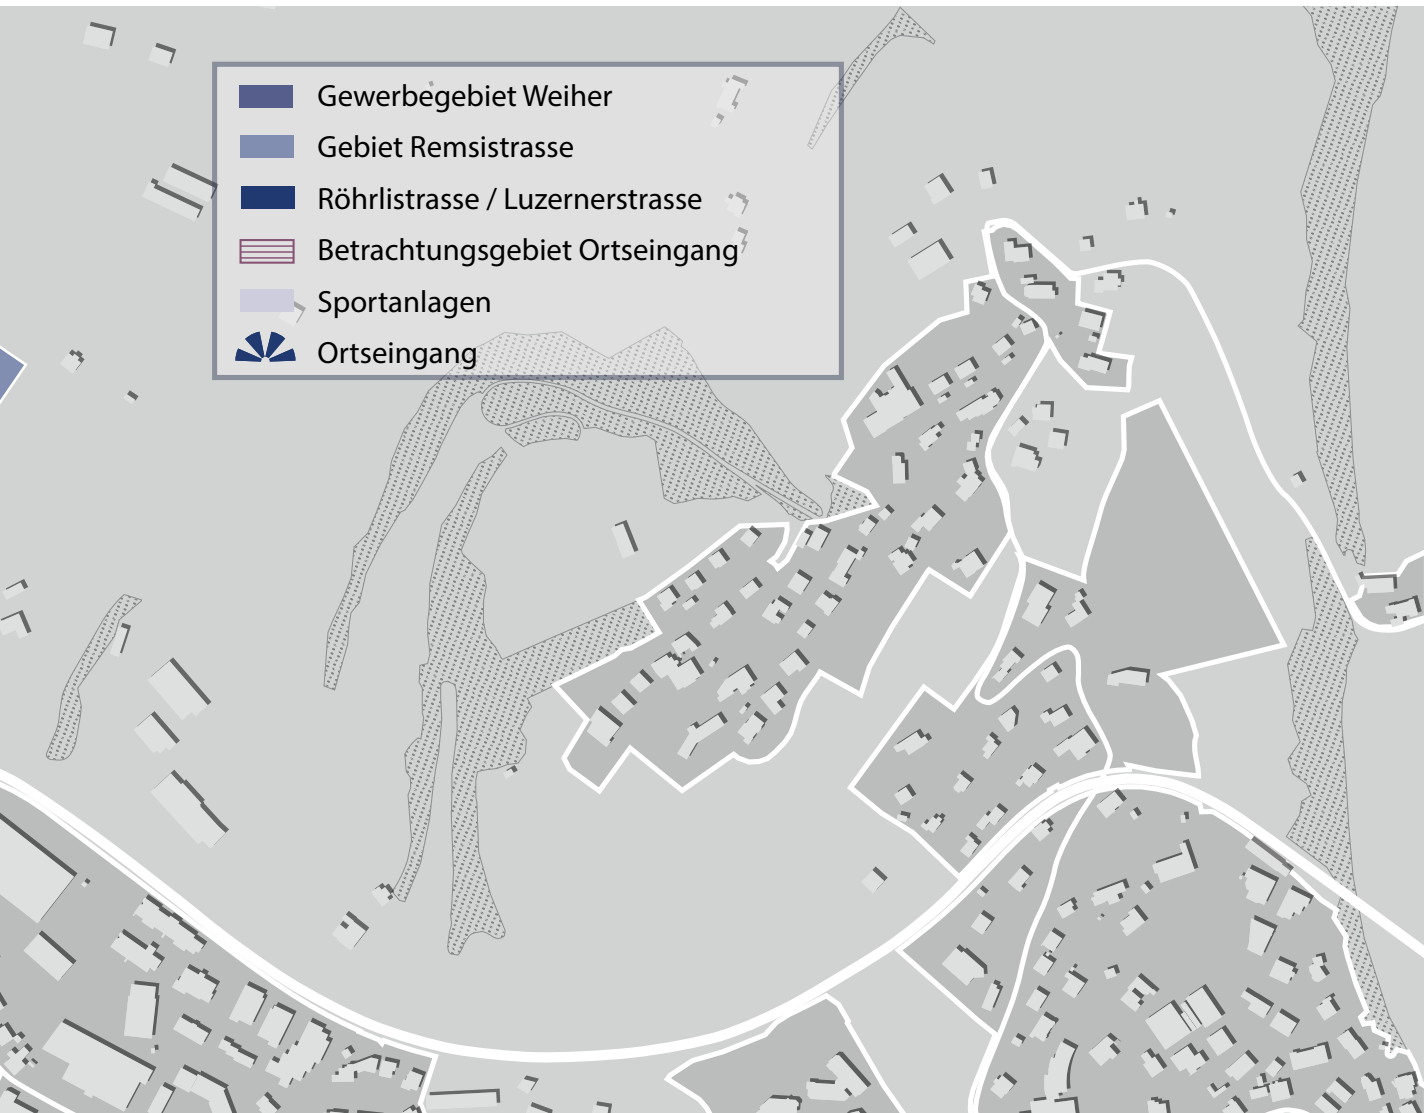 Gewerbegebiet Weiher
Gebiet Remsistrasse
Röhrlistrasse / Luzernerstrasse
Betrachtungsgebiet Ortseingang
Sportanlagen
Ortseingang